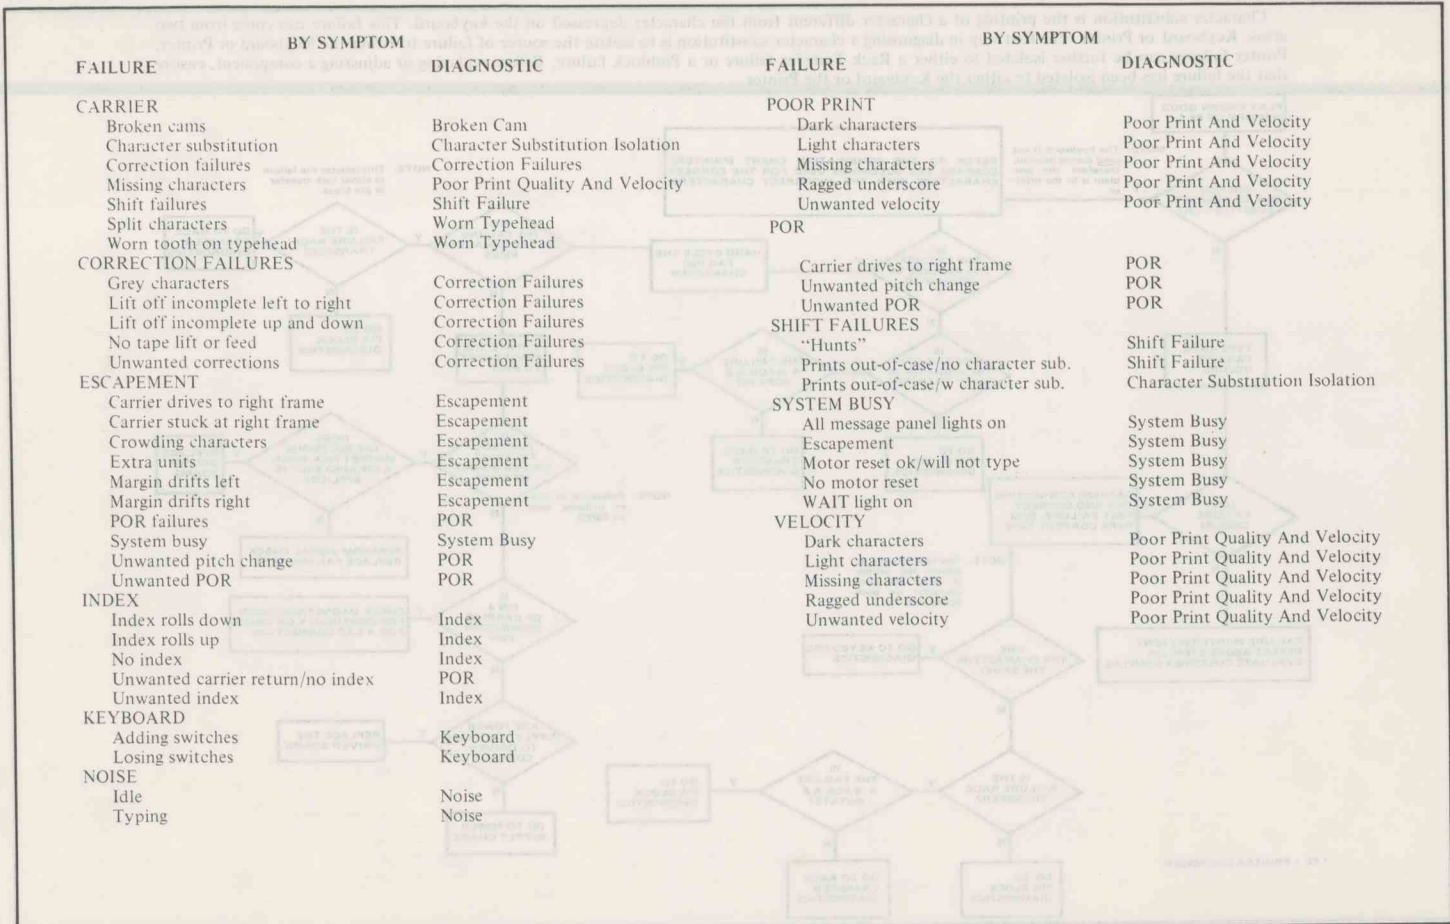 BY SYMPTOM
FAILURE DIAGNOSTIC
CARRIER
Broken cams Broken Cam
Character substitution Character Substitution Isolation
Correction failures Correction Failures
Missing characters Poor Print Quality And Velocity
Shift failures Shift Failure
Split characters Worn Typehead
Worn tooth on typehead Worn Typehead
CORRECTION FAILURES
Grey characters Correction Failures
Lift off incomplete left to right Correction Failures
Lift off incomplete up and down Correction Failures
No tape lift or feed Correction Failures
Unwanted corrections Correction Failures
ESCAPEMENT
Carrier drives to right frame Escapement
Carrier stuck at right frame Escapement
Crowding characters Escapement
Extra units Escapement
Margin drifts left Escapement
Margin drifts right Escapement
POR failures POR
System busy System Busy
Unwanted pitch change POR
Unwanted POR POR
INDEX
Index rolls down Index
Index rolls up Index
No index Index
Unwanted carrier return/no index POR
Unwanted index Index
KEYBOARD
Adding switches Keyboard
Losing switches Keyboard
NOISE
Idle Noise
Typing Noise
BY SYMPTOM
FAILURE DIAGNOSTIC
POOR PRINT
Dark characters Poor Print And Velocity
Light characters Poor Print And Velocity
Missing characters Poor Print And Velocity
Ragged underscore Poor Print And Velocity
Unwanted velocity Poor Print And Velocity
POR
Carrier drives to right frame POR
Unwanted pitch change POR
Unwanted POR POR
SHIFT FAILURES
"Hunts" Shift Failure
Prints out-of-case/no character sub. Shift Failure
Prints out-of-case/w character sub. Character Substitution Isolation
SYSTEM BUSY
All message panel lights on System Busy
Escapement System Busy
Motor reset ok/will not type System Busy
No motor reset System Busy
WAIT light on System Busy
VELOCITY
Dark characters Poor Print Quality And Velocity
Light characters Poor Print Quality And Velocity
Missing characters Poor Print Quality And Velocity
Ragged underscore Poor Print Quality And Velocity
Unwanted velocity Poor Print Quality And Velocity